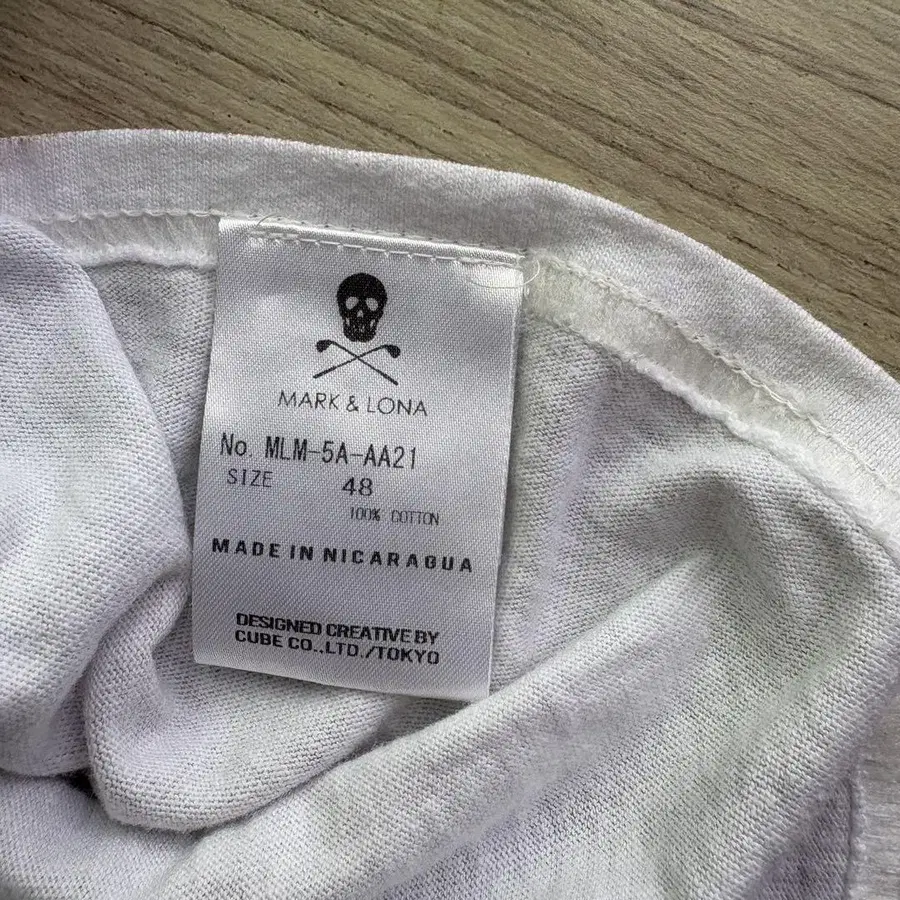 MARK & LONA
No. MLM-5A-AA21
SIZE 48
100% COTTON
MADE IN NICARAGUA
DESIGNED CREATIVE BY
CUBE CO.,LTD./TOKYO